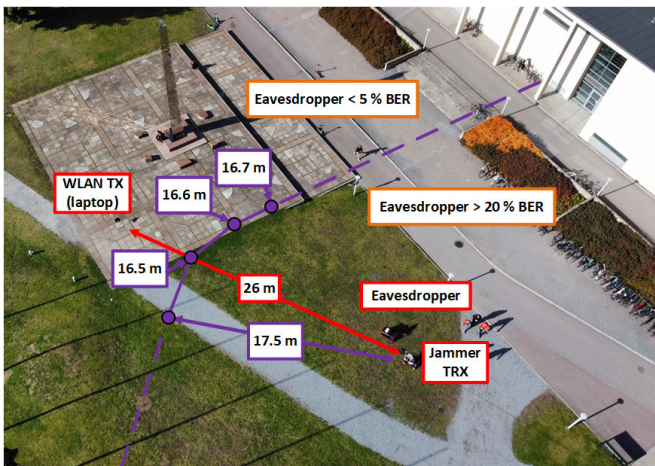 Eavesdropper < 5 % BER
16.7 m
WLAN TX
(laptop)
16.6 m
Eavesdropper > 20 % BER
16.5 m
26 m
Eavesdropper
17.5 m
Jammer
TRX